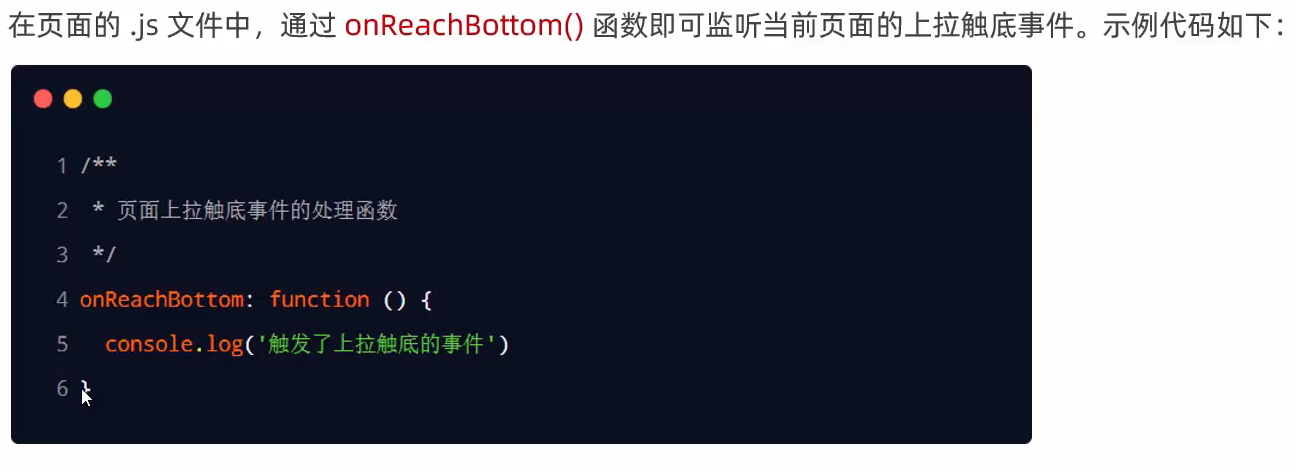 在页面的 .js 文件中，通过 onReachBottom() 函数即可监听当前页面的上拉触底事件。示例代码如下：
1 /**
2  * 页面上拉触底事件的处理函数
3  */
4 onReachBottom: function () {
5   console.log('触发了上拉触底的事件')
6 }